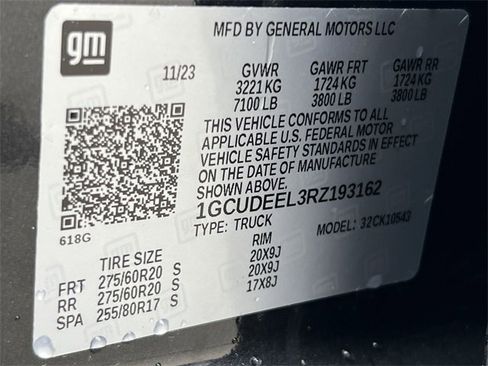 gm
MFD BY GENERAL MOTORS LLC
11/23 GVWR GAWR FRT GAWR RR
3221 KG 1724 KG 1724 KG
7100 LB 3800 LB 3800 LB
THIS VEHICLE CONFORMS TO ALL
APPLICABLE U.S. FEDERAL MOTOR
VEHICLE SAFETY STANDARDS IN EFFECT
ON THE DATE OF MANUFACTURE
1GCUDEEL3RZ193162
618G TYPE: TRUCK MODEL: 32CK10543
TIRE SIZE RIM
FRT 275/60R20 S 20X9J
RR 275/60R20 S 20X9J
SPA 255/80R17 S 17X8J